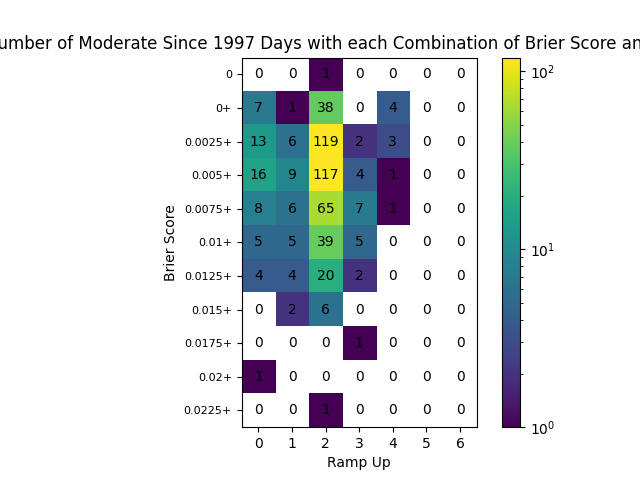 umber of Moderate Since 1997 Days with each Combination of Brier Score an
0 0 0 1 0 0 0 0
0+ 7 1 38 0 4 0 0
0.0025+ 13 6 119 2 3 0 0
0.005+ 16 9 117 4 1 0 0
0.0075+ 8 6 65 7 1 0 0
0.01+ 5 5 39 5 0 0 0
0.0125+ 4 4 20 2 0 0 0
0.015+ 0 2 6 0 0 0 0
0.0175+ 0 0 0 1 0 0 0
0.02+ 1 0 0 0 0 0 0
0.0225+ 0 0 1 0 0 0 0
0 1 2 3 4 5 6
Ramp Up
Brier Score
10²
10¹
10⁰